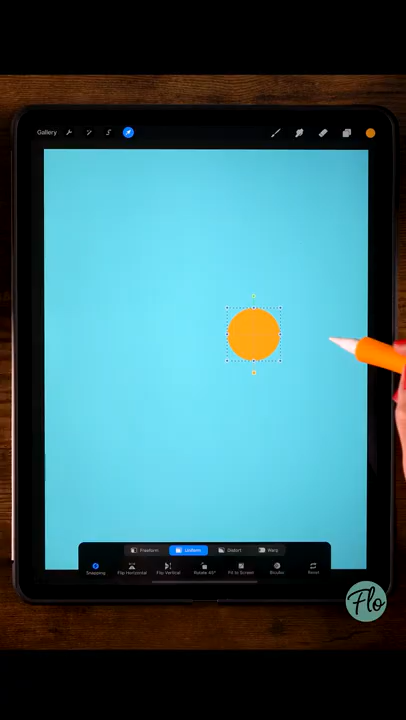 Gallery
Freeform Uniform Distort Warp
Snapping Flip Horizontal Flip Vertical Rotate 45° Fit to Screen Bicubic Reset
Flo